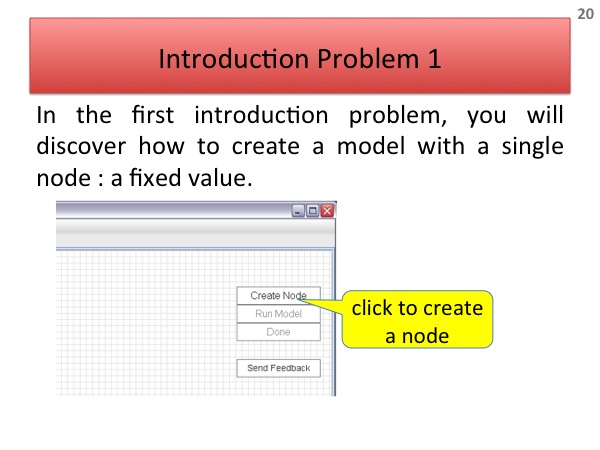 20
Introduction Problem 1
In the first introduction problem, you will
discover how to create a model with a single
node : a fixed value.
Create Node
Run Model
Done
Send Feedback
click to create
a node